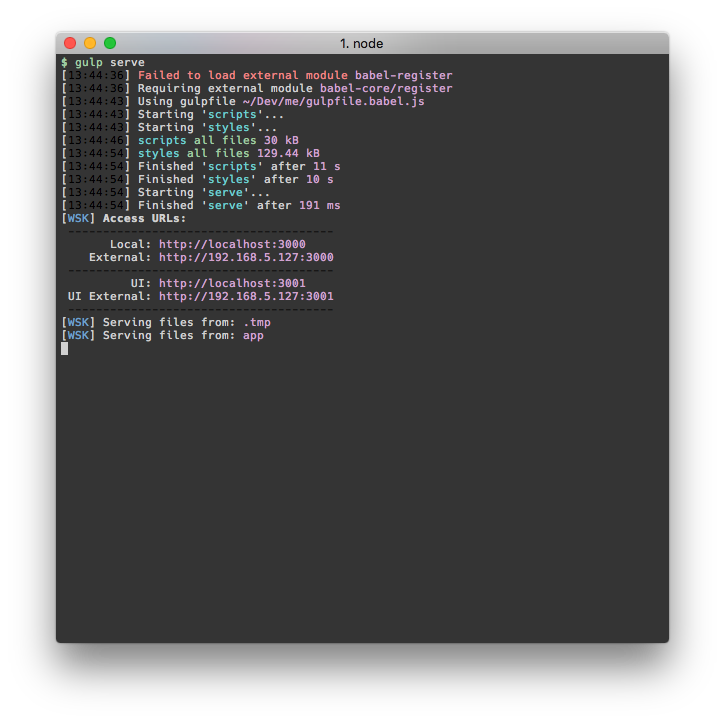 1. node
$ gulp serve
[13:44:36] Failed to load external module babel-register
[13:44:36] Requiring external module babel-core/register
[13:44:43] Using gulpfile ~/Dev/me/gulpfile.babel.js
[13:44:43] Starting 'scripts'...
[13:44:43] Starting 'styles'...
[13:44:46] scripts all files 30 kB
[13:44:54] styles all files 129.44 kB
[13:44:54] Finished 'scripts' after 11 s
[13:44:54] Finished 'styles' after 10 s
[13:44:54] Starting 'serve'...
[13:44:54] Finished 'serve' after 191 ms
[WSK] Access URLs:
--------------------------------------
Local: http://localhost:3000
External: http://192.168.5.127:3000
--------------------------------------
UI: http://localhost:3001
UI External: http://192.168.5.127:3001
--------------------------------------
[WSK] Serving files from: .tmp
[WSK] Serving files from: app